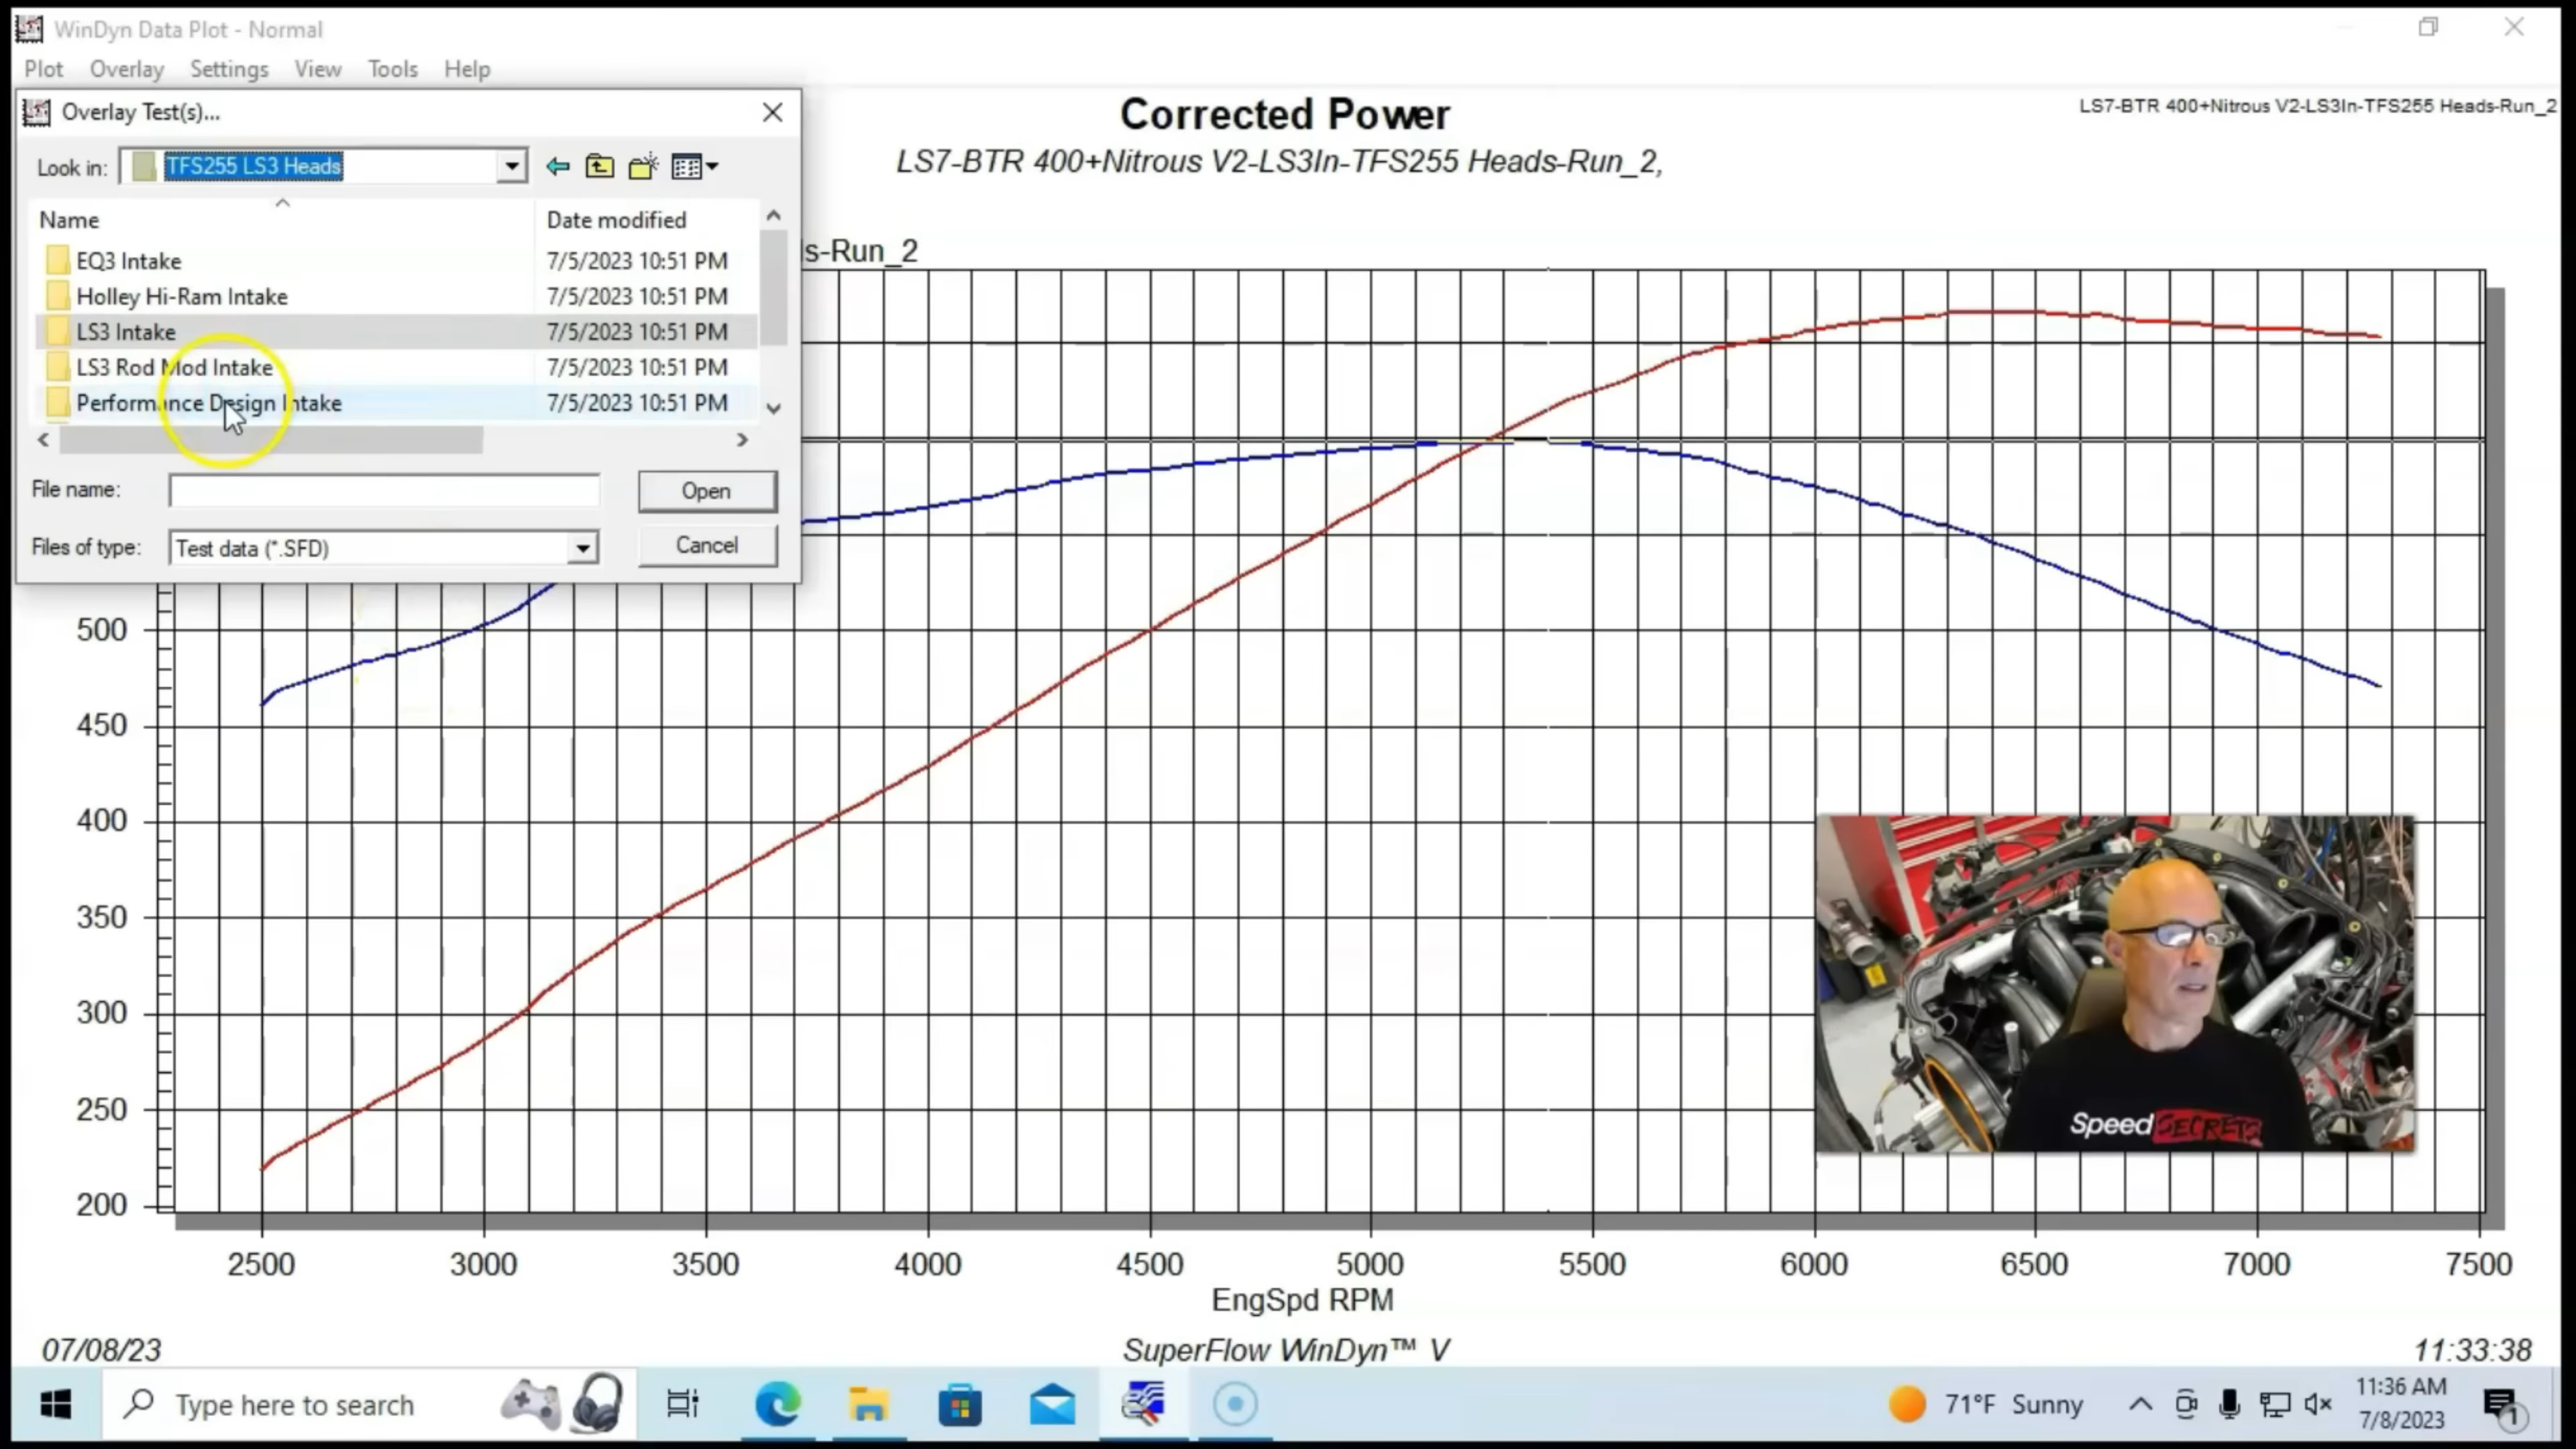 WinDyn Data Plot - Normal
Plot Overlay Settings View Tools Help
Overlay Test(s)...
Look in: TFS255 LS3 Heads
Name Date modified
EQ3 Intake 7/5/2023 10:51 PM
Holley Hi-Ram Intake 7/5/2023 10:51 PM
LS3 Intake 7/5/2023 10:51 PM
LS3 Rod Mod Intake 7/5/2023 10:51 PM
Performance Design Intake 7/5/2023 10:51 PM
File name: Open
Files of type: Test data (*.SFD) Cancel
Corrected Power
LS7-BTR 400+Nitrous V2-LS3In-TFS255 Heads-Run_2
LS7-BTR 400+Nitrous V2-LS3In-TFS255 Heads-Run_2,
s-Run_2
500
450
400
350
300
250
200
2500 3000 3500 4000 4500 5000 5500 6000 6500 7000 7500
EngSpd RPM
Speed SECRETS
07/08/23 SuperFlow WinDyn™ V 11:33:38
Type here to search
71°F Sunny
11:36 AM
7/8/2023
1